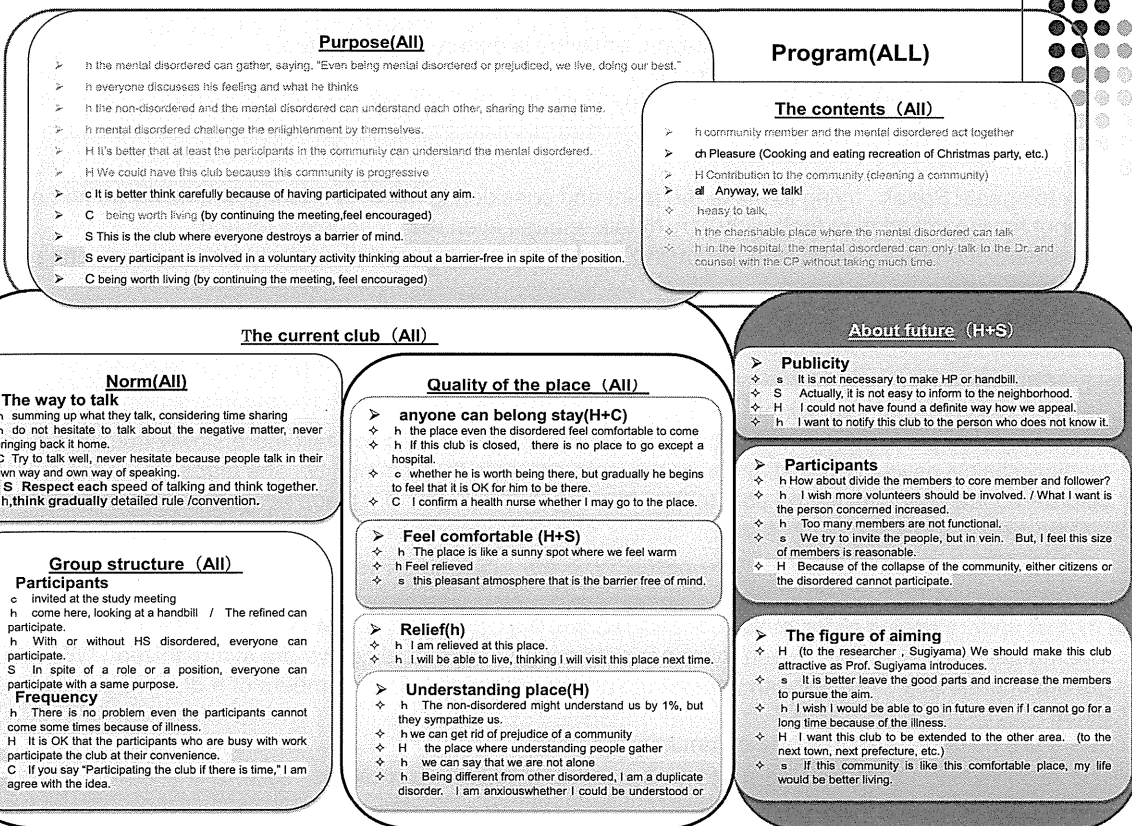 Purpose(All)
➢ h the mental disordered can gather, saying, "Even being mental disordered or prejudiced, we live, doing our best."
➢ h everyone discusses his feeling and what he thinks
➢ h the non-disordered and the mental disordered can understand each other, sharing the same time.
➢ h mental disordered challenge the enlightenment by themselves.
➢ H It's better that at least the participants in the community can understand the mental disordered.
➢ H We could have this club because this community is progressive
➢ c It is better think carefully because of having participated without any aim.
➢ C being worth living (by continuing the meeting,feel encouraged)
➢ S This is the club where everyone destroys a barrier of mind.
➢ S every participant is involved in a voluntary activity thinking about a barrier-free in spite of the position.
➢ C being worth living (by continuing the meeting, feel encouraged)
Program(ALL)
The contents (All)
➢ h community member and the mental disordered act together
➢ ch Pleasure (Cooking and eating recreation of Christmas party, etc.)
➢ H Contribution to the community (cleaning a community)
➢ all Anyway, we talk!
✧ heasy to talk,
✧ h the cherishable place where the mental disordered can talk
✧ h in the hospital, the mental disordered can only talk to the Dr. and
counsel with the CP without taking much time.
The current club (All)
Norm(All)
The way to talk
h summing up what they talk, considering time sharing
do not hesitate to talk about the negative matter, never
ringing back it home.
C Try to talk well, never hesitate because people talk in their
wn way and own way of speaking.
S Respect each speed of talking and think together.
h,think gradually detailed rule /convention.
Group structure (All)
Participants
c invited at the study meeting
h come here, looking at a handbill / The refined can
participate.
h With or without HS disordered, everyone can
participate.
S In spite of a role or a position, everyone can
participate with a same purpose.
Frequency
h There is no problem even the participants cannot
come some times because of illness.
H It is OK that the participants who are busy with work
participate the club at their convenience.
C If you say "Participating the club if there is time," I am
agree with the idea.
Quality of the place (All)
➢ anyone can belong stay(H+C)
✧ h the place even the disordered feel comfortable to come
✧ h If this club is closed, there is no place to go except a
hospital.
✧ c whether he is worth being there, but gradually he begins
to feel that it is OK for him to be there.
✧ C I confirm a health nurse whether I may go to the place.
➢ Feel comfortable (H+S)
✧ h The place is like a sunny spot where we feel warm
✧ h Feel relieved
✧ s this pleasant atmosphere that is the barrier free of mind.
➢ Relief(h)
✧ h I am relieved at this place.
✧ h I will be able to live, thinking I will visit this place next time.
➢ Understanding place(H)
✧ h The non-disordered might understand us by 1%, but
they sympathize us.
✧ h we can get rid of prejudice of a community
✧ H the place where understanding people gather
✧ h we can say that we are not alone
✧ h Being different from other disordered, I am a duplicate
disorder. I am anxiouswhether I could be understood or
About future (H+S)
➢ Publicity
✧ s It is not necessary to make HP or handbill.
✧ S Actually, it is not easy to inform to the neighborhood.
✧ H I could not have found a definite way how we appeal.
✧ h I want to notify this club to the person who does not know it.
➢ Participants
✧ h How about divide the members to core member and follower?
✧ h I wish more volunteers should be involved. / What I want is
the person concerned increased.
✧ h Too many members are not functional.
✧ s We try to invite the people, but in vein. But, I feel this size
of members is reasonable.
✧ H Because of the collapse of the community, either citizens or
the disordered cannot participate.
➢ The figure of aiming
✧ H (to the researcher , Sugiyama) We should make this club
attractive as Prof. Sugiyama introduces.
✧ s It is better leave the good parts and increase the members
to pursue the aim.
✧ h I wish I would be able to go in future even if I cannot go for a
long time because of the illness.
✧ H I want this club to be extended to the other area. (to the
next town, next prefecture, etc.)
✧ s If this community is like this comfortable place, my life
would be better living.